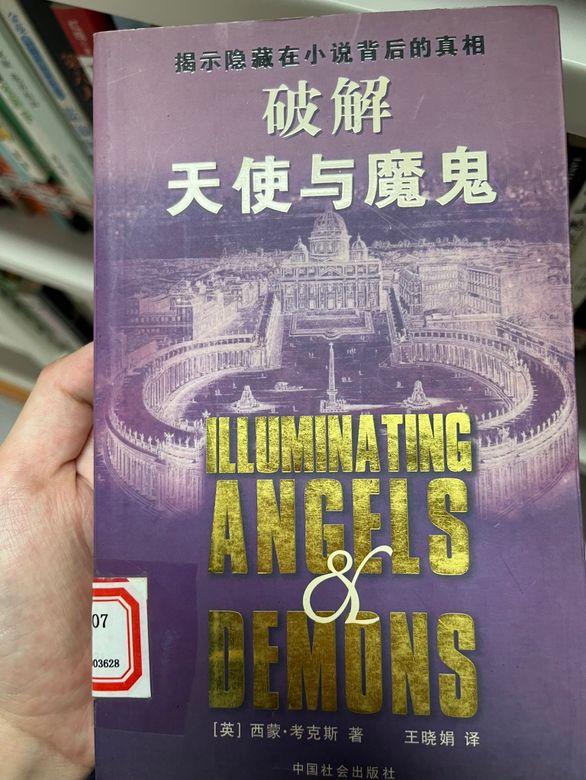 揭示隐藏在小说背后的真相
破解
天使与魔鬼
ILLUMINATING
ANGELS
&
DEMONS
[英] 西蒙·考克斯 著 王晓娟 译
中国社会出版社
07
03628